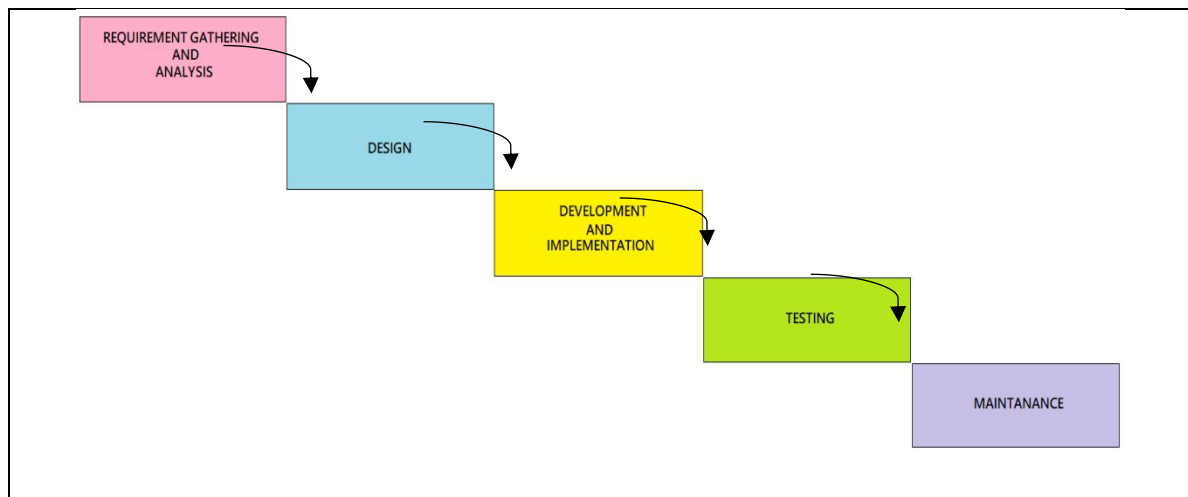 REQUIREMENT GATHERING
AND
ANALYSIS
DESIGN
DEVELOPMENT
AND
IMPLEMENTATION
TESTING
MAINTANANCE